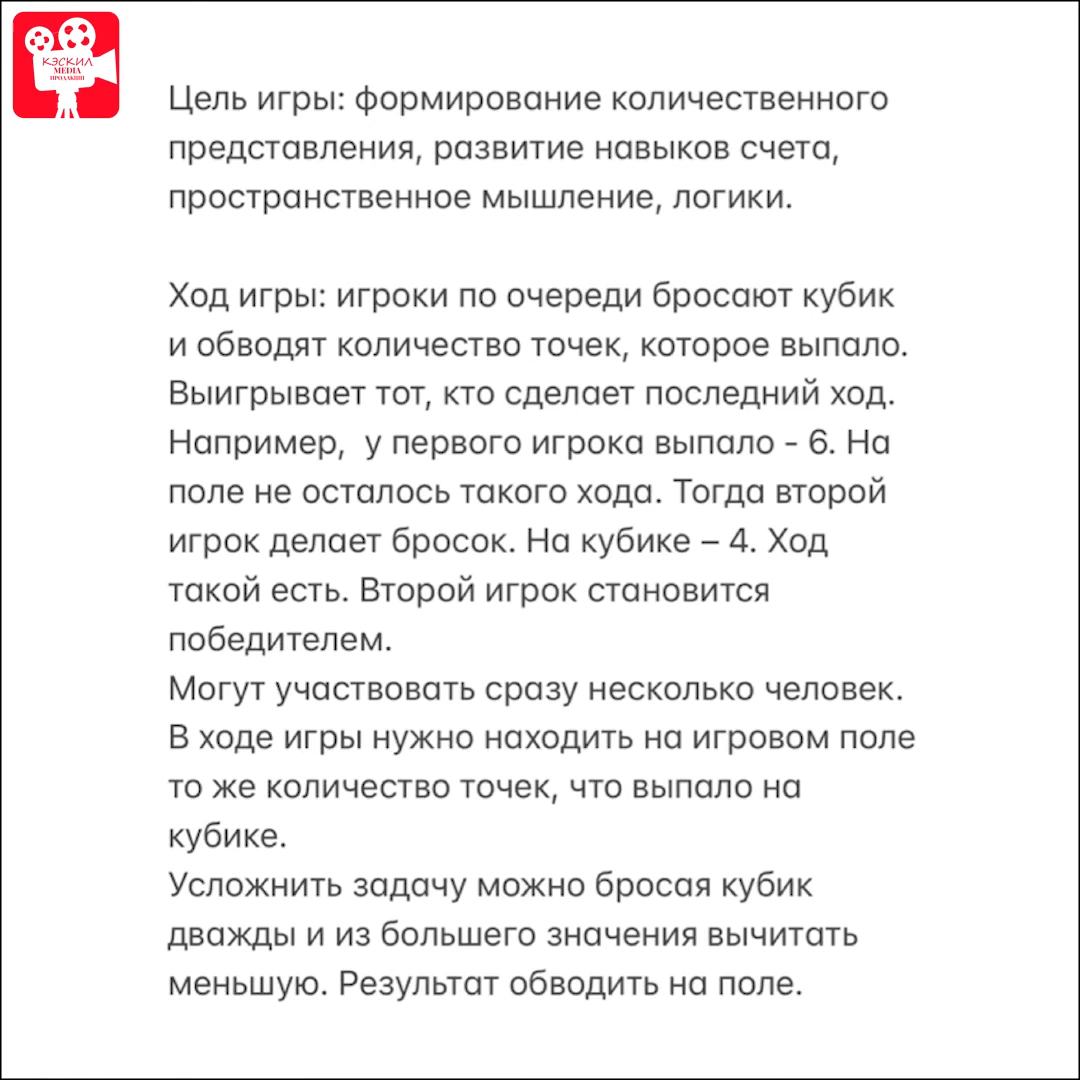 кэскил
MEDIA
ПРОДАКШН
Цель игры: формирование количественного
представления, развитие навыков счета,
пространственное мышление, логики.
Ход игры: игроки по очереди бросают кубик
и обводят количество точек, которое выпало.
Выигрывает тот, кто сделает последний ход.
Например,  у первого игрока выпало - 6. На
поле не осталось такого хода. Тогда второй
игрок делает бросок. На кубике – 4. Ход
такой есть. Второй игрок становится
победителем.
Могут участвовать сразу несколько человек.
В ходе игры нужно находить на игровом поле
то же количество точек, что выпало на
кубике.
Усложнить задачу можно бросая кубик
дважды и из большего значения вычитать
меньшую. Результат обводить на поле.